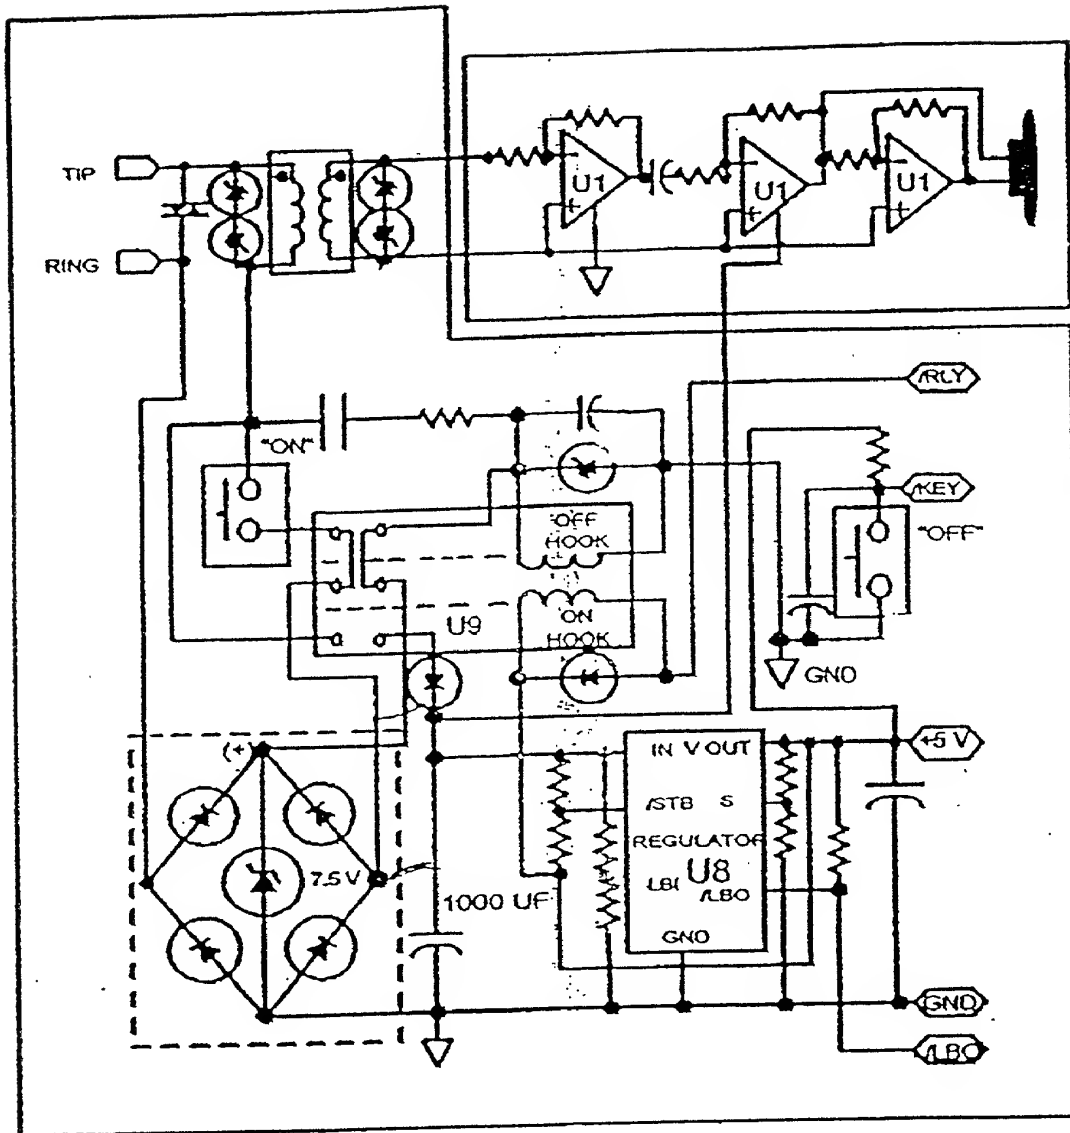 TIP
U1
U1
U1
RING
/RLY
"ON"
/KEY
OFF
HOOK
"OFF"
U9
ON
HOOK
GND
(+)
IN V OUT
+5 V
/STB S
REGULATOR
7.5 V
LBI U8
/LBO
1000 UF
GND
GND
/LBO